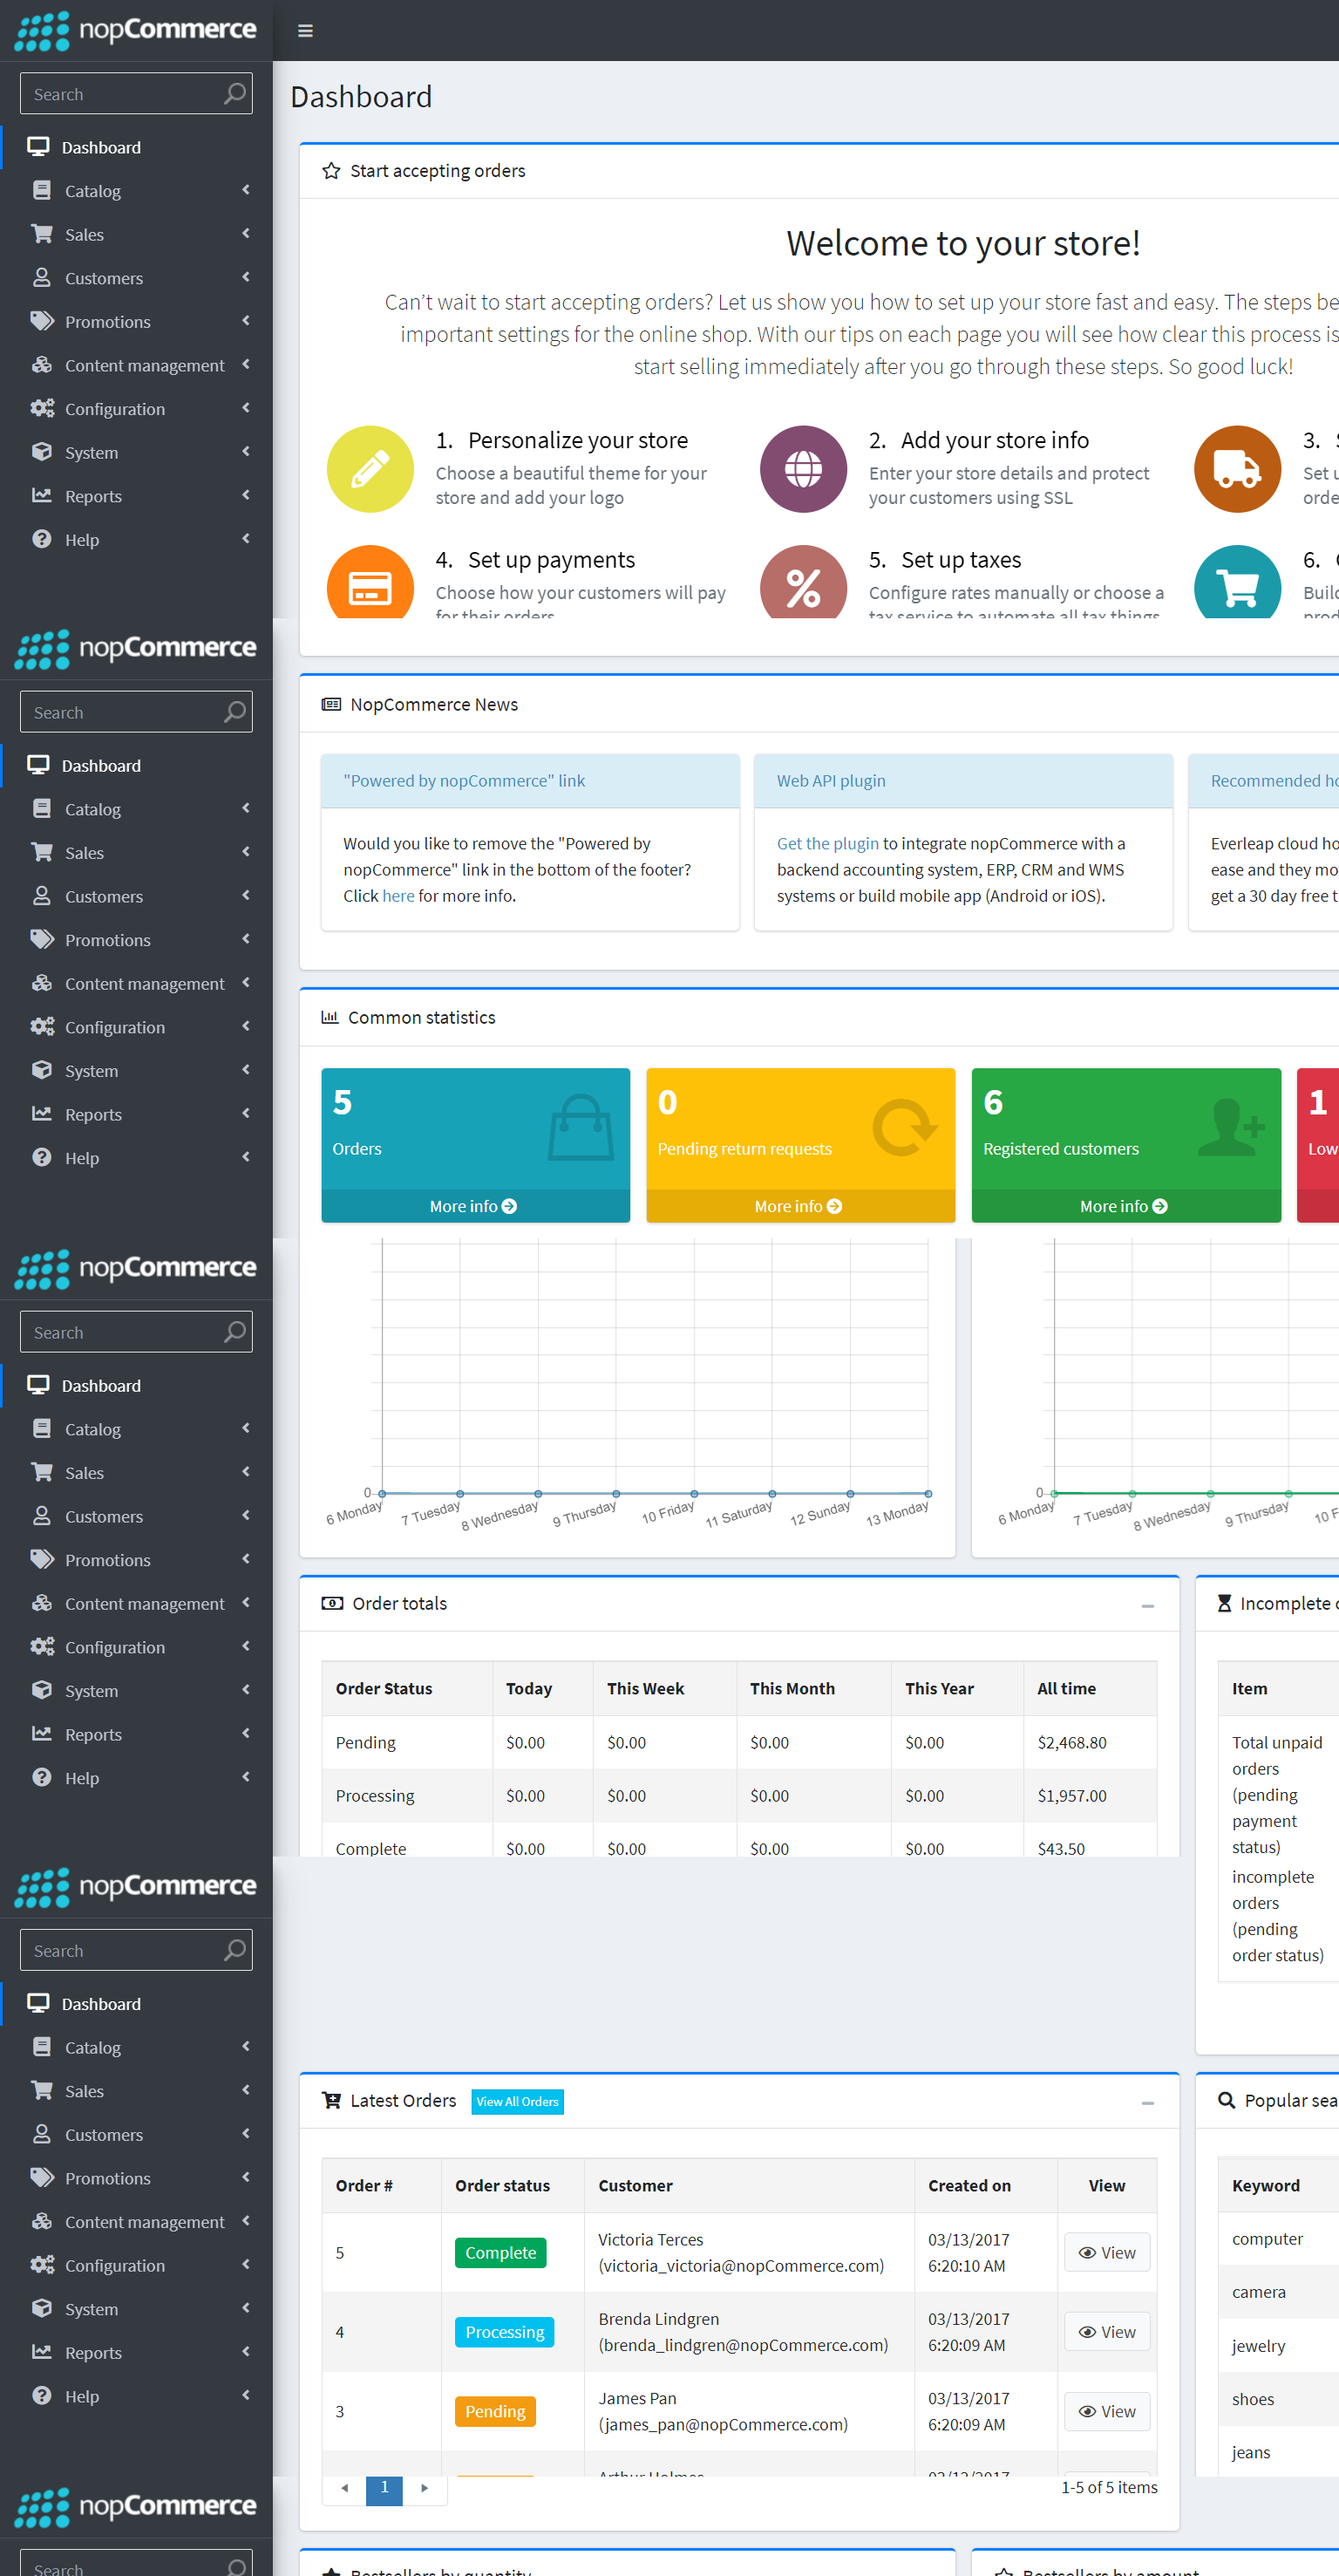 nopCommerce
Search
Dashboard
Catalog
Sales
Customers
Promotions
Content management
Configuration
System
Reports
Help
Dashboard
Start accepting orders
Welcome to your store!
Can’t wait to start accepting orders? Let us show you how to set up your store fast and easy. The steps
important settings for the online shop. With our tips on each page you will see how clear this process is
start selling immediately after you go through these steps. So good luck!
1. Personalize your store
Choose a beautiful theme for your
store and add your logo
2. Add your store info
Enter your store details and protect
your customers using SSL
3.
4. Set up payments
Choose how your customers will pay
for their orders
5. Set up taxes
Configure rates manually or choose a
tax service to automate all tax things
6.
nopCommerce
Search
Dashboard
Catalog
Sales
Customers
Promotions
Content management
Configuration
System
Reports
Help
NopCommerce News
"Powered by nopCommerce" link
Would you like to remove the "Powered by
nopCommerce" link in the bottom of the footer?
Click here for more info.
Web API plugin
Get the plugin to integrate nopCommerce with a
backend accounting system, ERP, CRM and WMS
systems or build mobile app (Android or iOS).
Recommended
Everleap cloud
ease and they
get a 30 day free
Common statistics
5
Orders
More info
0
Pending return requests
More info
6
Registered customers
More info
1
Low
nopCommerce
Search
Dashboard
Catalog
Sales
Customers
Promotions
Content management
Configuration
System
Reports
Help
0
6 Monday 7 Tuesday 8 Wednesday 9 Thursday 10 Friday 11 Saturday 12 Sunday 13 Monday
0
6 Monday 7 Tuesday 8 Wednesday 9 Thursday 10
Order totals
Order Status Today This Week This Month This Year All time
Pending $0.00 $0.00 $0.00 $0.00 $2,468.80
Processing $0.00 $0.00 $0.00 $0.00 $1,957.00
Complete $0.00 $0.00 $0.00 $0.00 $43.50
Incomplete
Item
Total unpaid
orders
(pending
payment
status)
incomplete
orders
(pending
order status)
nopCommerce
Search
Dashboard
Catalog
Sales
Customers
Promotions
Content management
Configuration
System
Reports
Help
Latest Orders View All Orders
Order # Order status Customer Created on View
5 Complete Victoria Terces 03/13/2017 View
(victoria_victoria@nopCommerce.com) 6:20:10 AM
4 Processing Brenda Lindgren 03/13/2017 View
(brenda_lindgren@nopCommerce.com) 6:20:09 AM
3 Pending James Pan 03/13/2017 View
(james_pan@nopCommerce.com) 6:20:09 AM
1
1-5 of 5 items
Popular
Keyword
computer
camera
jewelry
shoes
jeans
nopCommerce
Search
Bestsellers by quantity
Bestsellers by amount